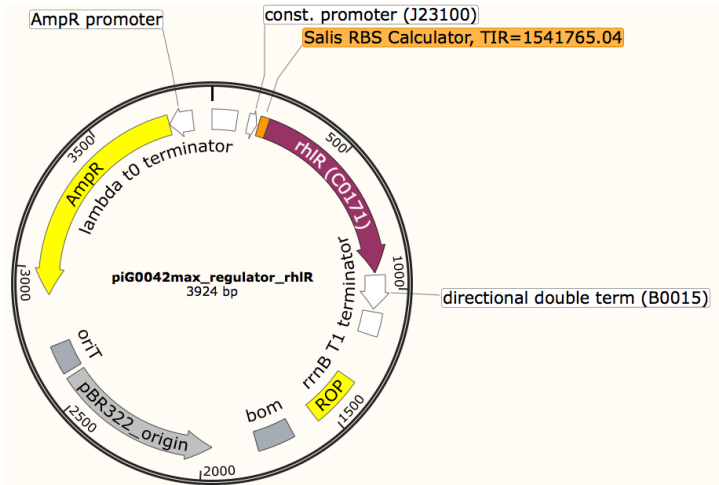 AmpR promoter
const. promoter (J23100)
Salis RBS Calculator, TIR=1541765.04
3500
500
lambda t0 terminator
rhlR (C0171)
AmpR
3000
piG0042max_regulator_rhlR
3924 bp
1000
directional double term (B0015)
rrnB T1 terminator
oriT
ROP
1500
pBR322_origin
bom
2500
2000